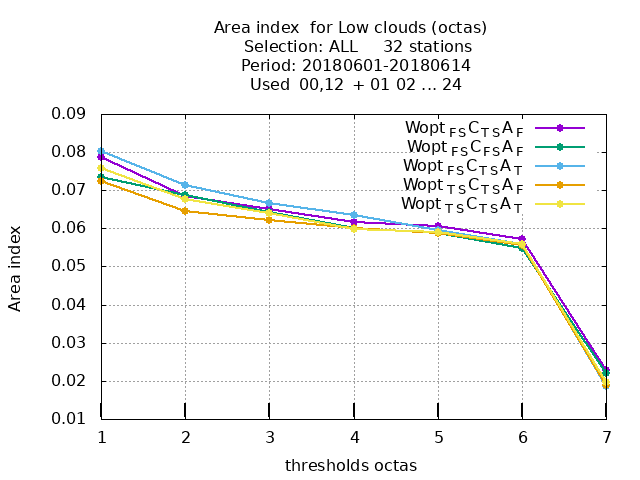 Area index  for Low clouds (octas)
Selection: ALL     32 stations
Period: 20180601-20180614
Used  00,12  + 01 02 ... 24
0.09
0.08
0.07
0.06
0.05
0.04
0.03
0.02
0.01
Area index
Wopt FS C TS A F
Wopt FS C FS A F
Wopt FS C TS A T
Wopt TS C TS A F
Wopt TS C TS A T
1 2 3 4 5 6 7
thresholds octas